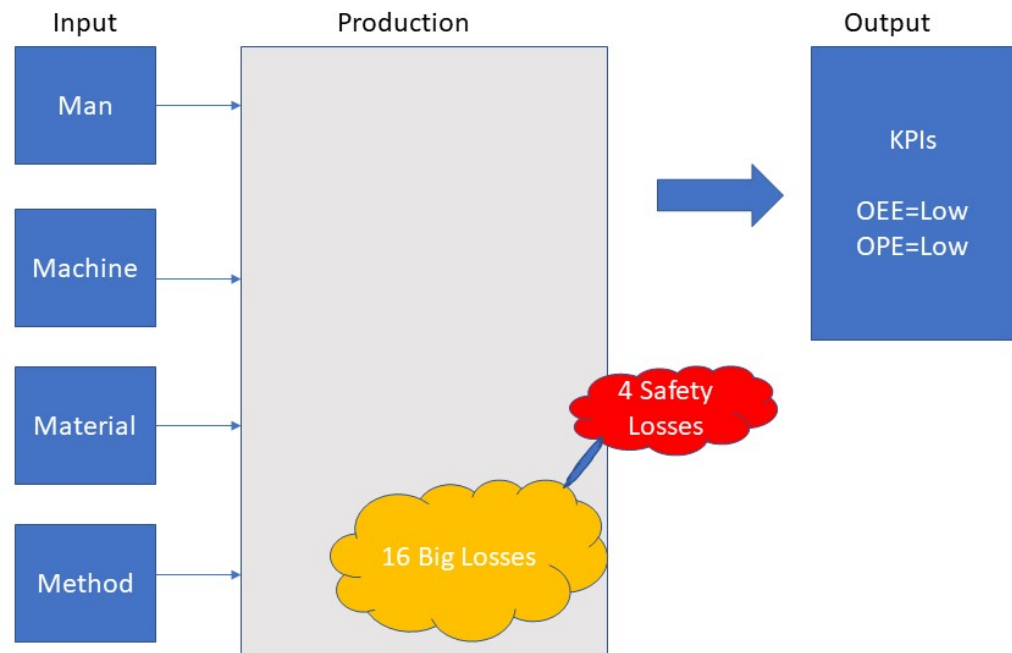 Input
Production
Output
Man
Machine
Material
Method
KPIs
OEE=Low
OPE=Low
4 Safety
Losses
16 Big Losses